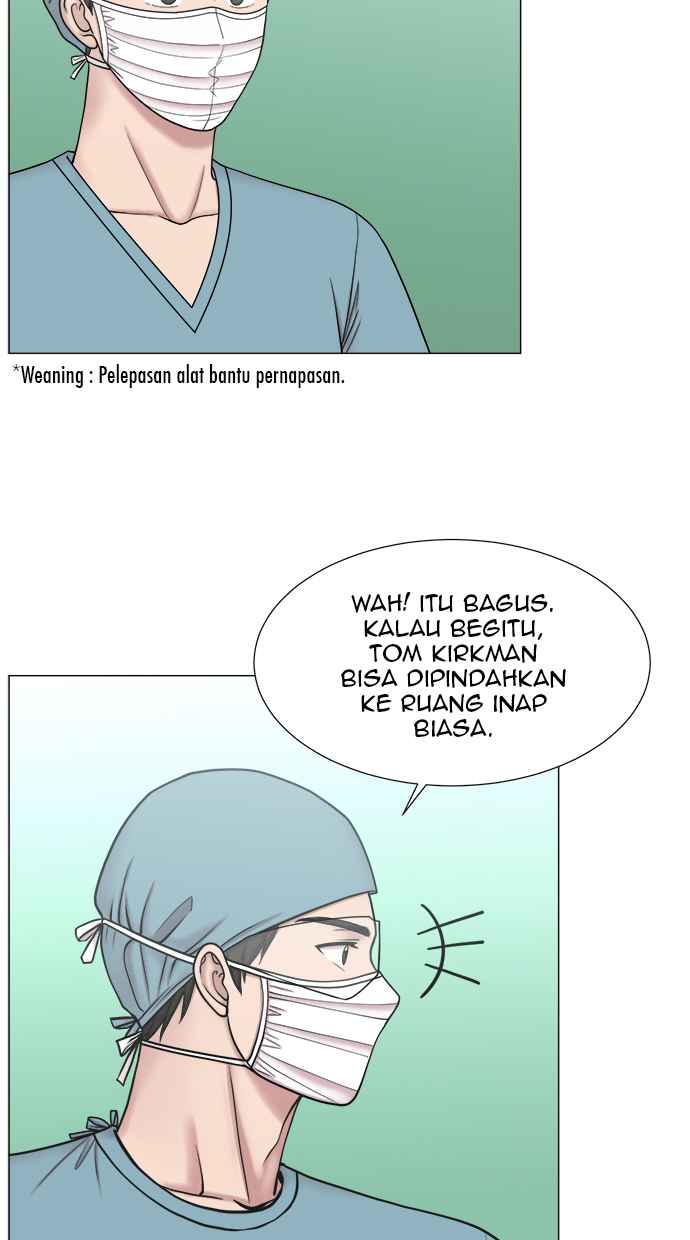 *Weaning : Pelepasan alat bantu pernapasan.
WAH! ITU BAGUS.
KALAU BEGITU,
TOM KIRKMAN
BISA DIPINDAHKAN
KE RUANG INAP
BIASA.